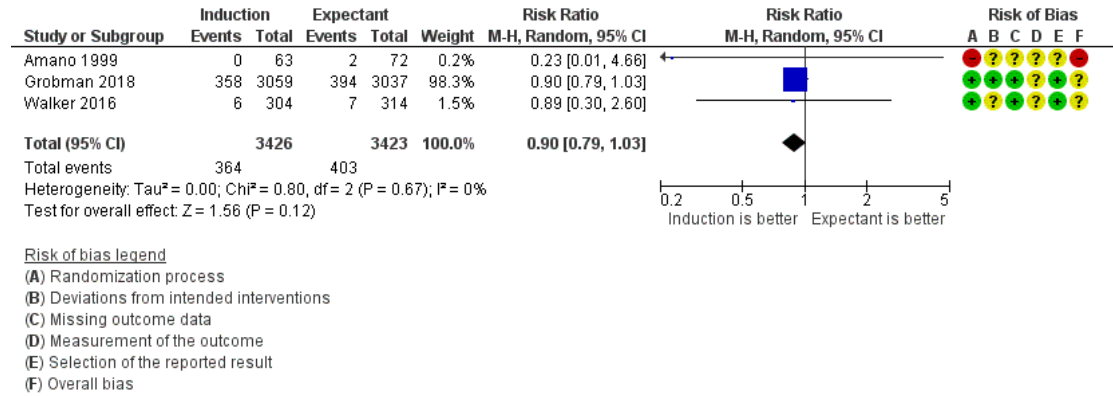 Induction Expectant Risk Ratio Risk Ratio Risk of Bias
Study or Subgroup Events Total Events Total Weight M-H, Random, 95% CI M-H, Random, 95% CI A B C D E F
Amano 1999 0 63 2 72 0.2% 0.23 [0.01, 4.66] - ? ? ? ? -
Grobman 2018 358 3059 394 3037 98.3% 0.90 [0.79, 1.03] + + + ? + ?
Walker 2016 6 304 7 314 1.5% 0.89 [0.30, 2.60] + ? + ? + ?
Total (95% CI) 3426 3423 100.0% 0.90 [0.79, 1.03]
Total events 364 403
Heterogeneity: Tau² = 0.00; Chi² = 0.80, df = 2 (P = 0.67); I² = 0%
Test for overall effect: Z = 1.56 (P = 0.12)
0.2 0.5 1 2 5
Induction is better Expectant is better
Risk of bias legend
(A) Randomization process
(B) Deviations from intended interventions
(C) Missing outcome data
(D) Measurement of the outcome
(E) Selection of the reported result
(F) Overall bias